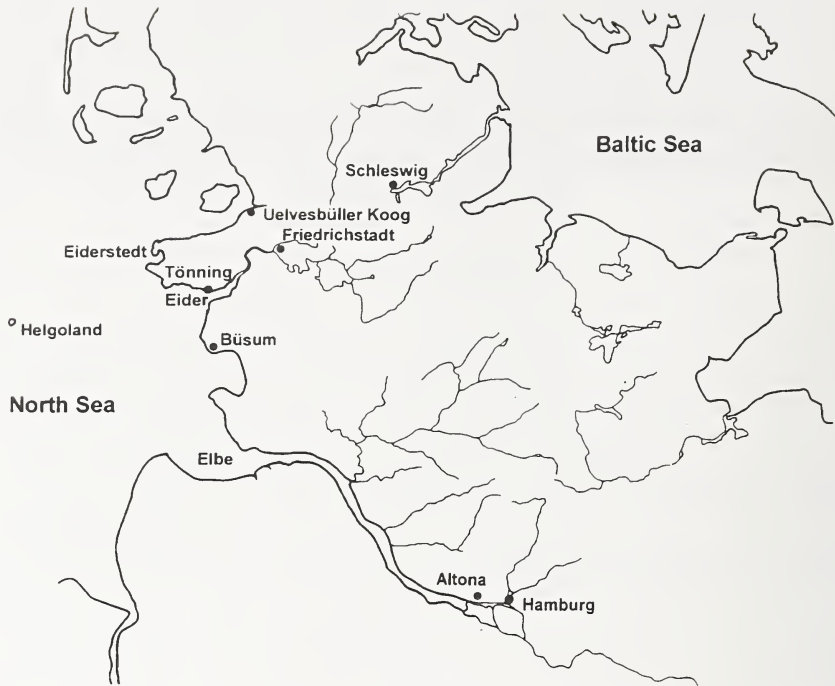 Baltic Sea
Schleswig
Uelvesbüller Koog
Friedrichstadt
Eiderstedt
Tönning
Eider
Helgoland
Büsum
North Sea
Elbe
Altona
Hamburg